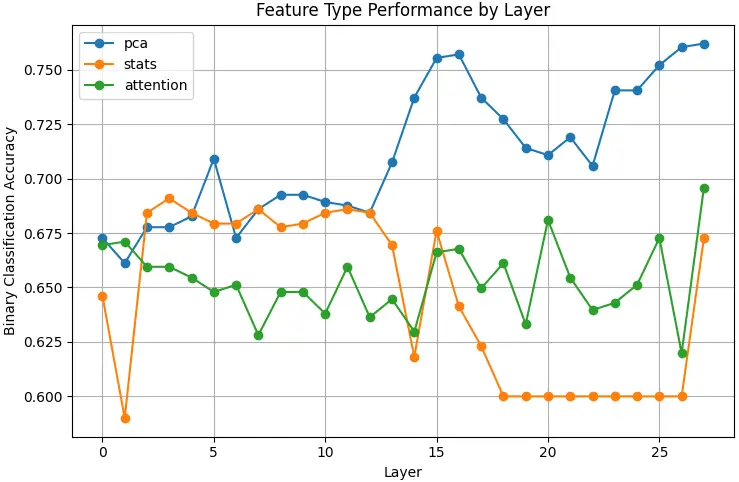 Feature Type Performance by Layer
pca
stats
attention
Binary Classification Accuracy
0.750
0.725
0.700
0.675
0.650
0.625
0.600
0 5 10 15 20 25
Layer